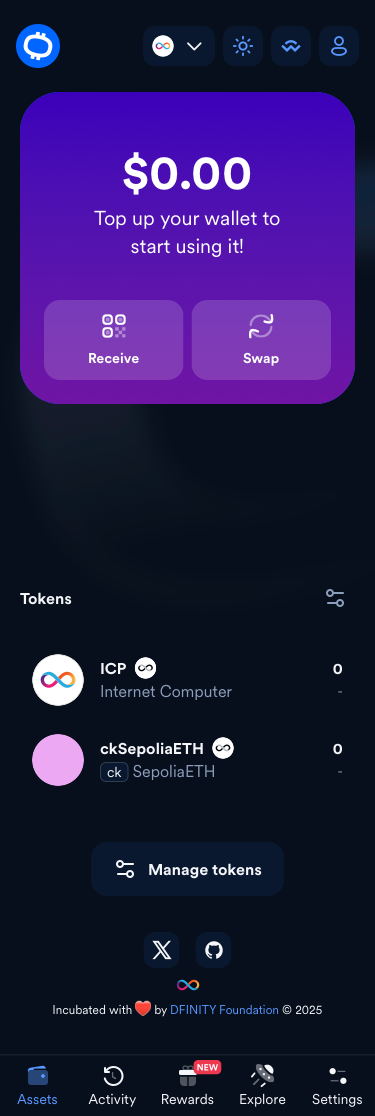 $0.00
Top up your wallet to
start using it!
Receive
Swap
Tokens
ICP
0
Internet Computer
-
ckSepoliaETH
0
ck SepoliaETH
-
Manage tokens
Incubated with ❤️ by DFINITY Foundation © 2025
NEW
Assets
Activity
Rewards
Explore
Settings